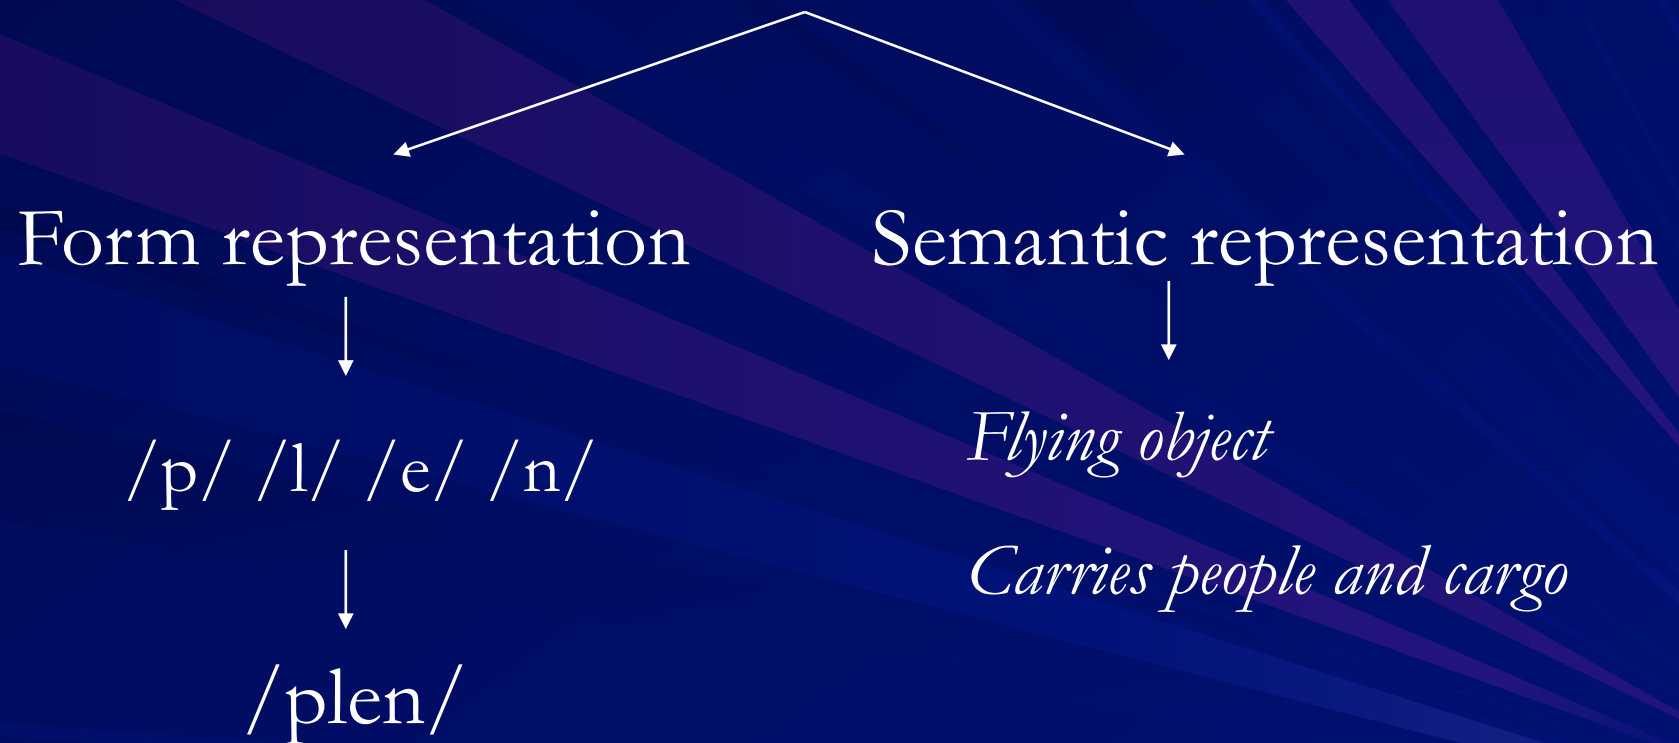 Form representation
Semantic representation
/p/ /l/ /e/ /n/
/plen/
Flying object
Carries people and cargo